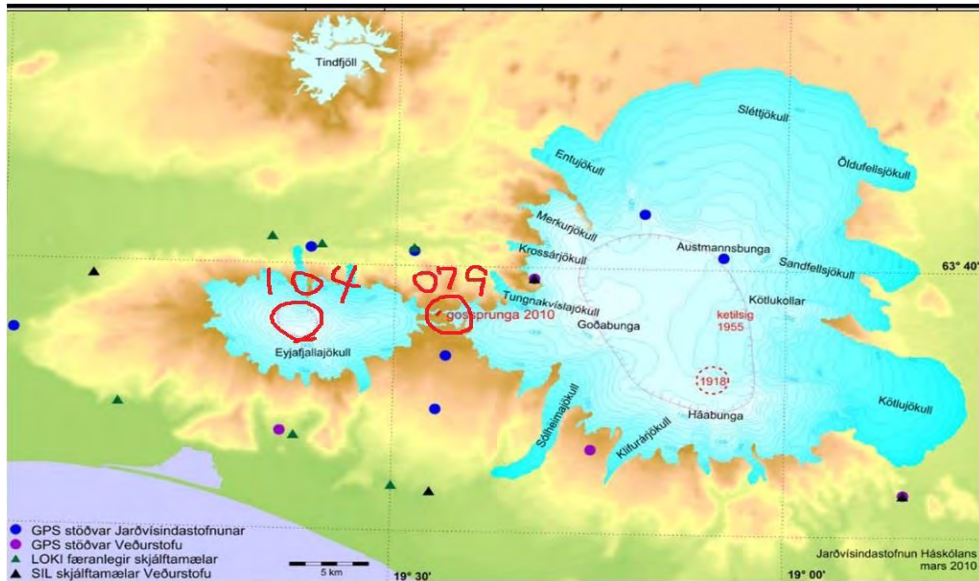 Tindfjöll
Sléttjökull
Entujökull
Öldufellsjökull
Merkurjökull
Krossárjökull
Austmannsbunga
Sandfellsjökull
63° 40'
104
079
Tungnakvíslajökull
Kötlukollar
gossprunga 2010
Goðabunga
ketilsig
1955
Eyjafjallajökull
1918
Háabunga
Kötlujökull
Sólheimajökull
Klifurárjökull
GPS stöðvar Jarðvísindastofnunar
GPS stöðvar Veðurstofu
LOKI færanlegir skjálftamælar
SIL skjálftamælar Veðurstofu
5 km
19° 30'
19° 00'
Jarðvísindastofnun Háskólans
mars 2010